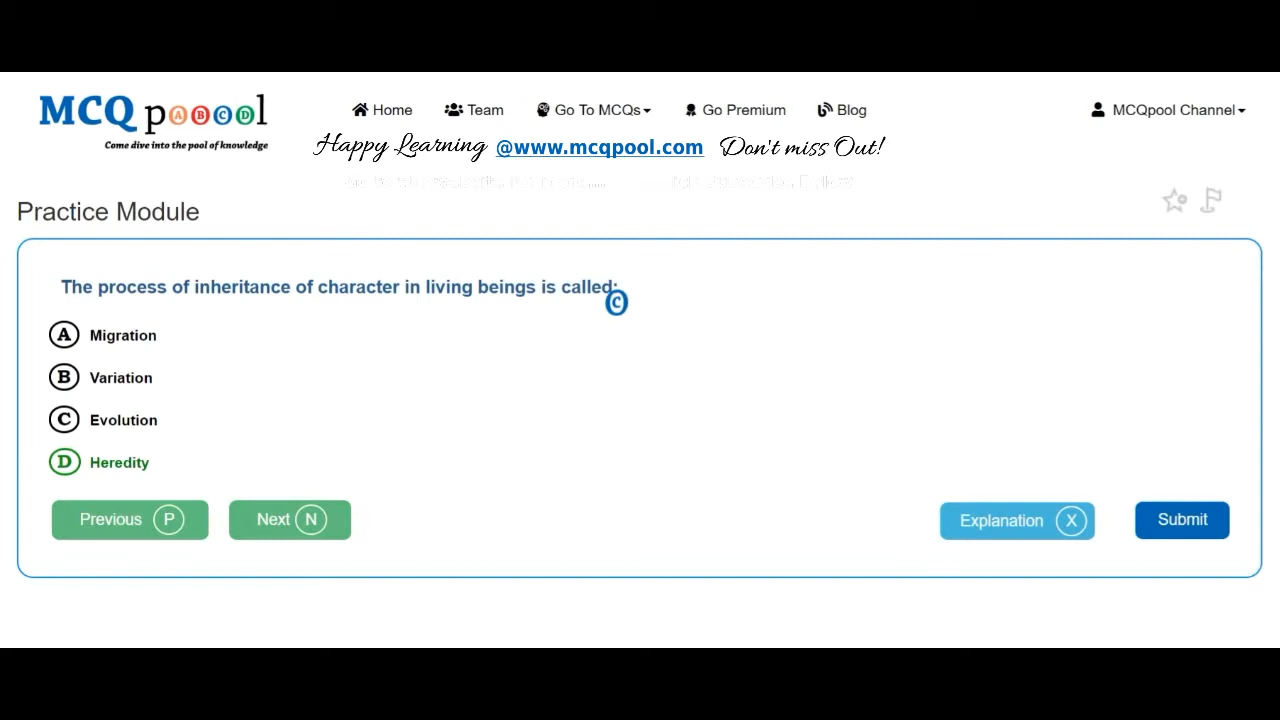 MCQ pABCDl
Come dive into the pool of knowledge
Home Team Go To MCQs Go Premium Blog MCQpool Channel
Happy Learning @www.mcqpool.com Don't miss Out!
Practice Module
The process of inheritance of character in living beings is called:
C
A Migration
B Variation
C Evolution
D Heredity
Previous P Next N Explanation X Submit